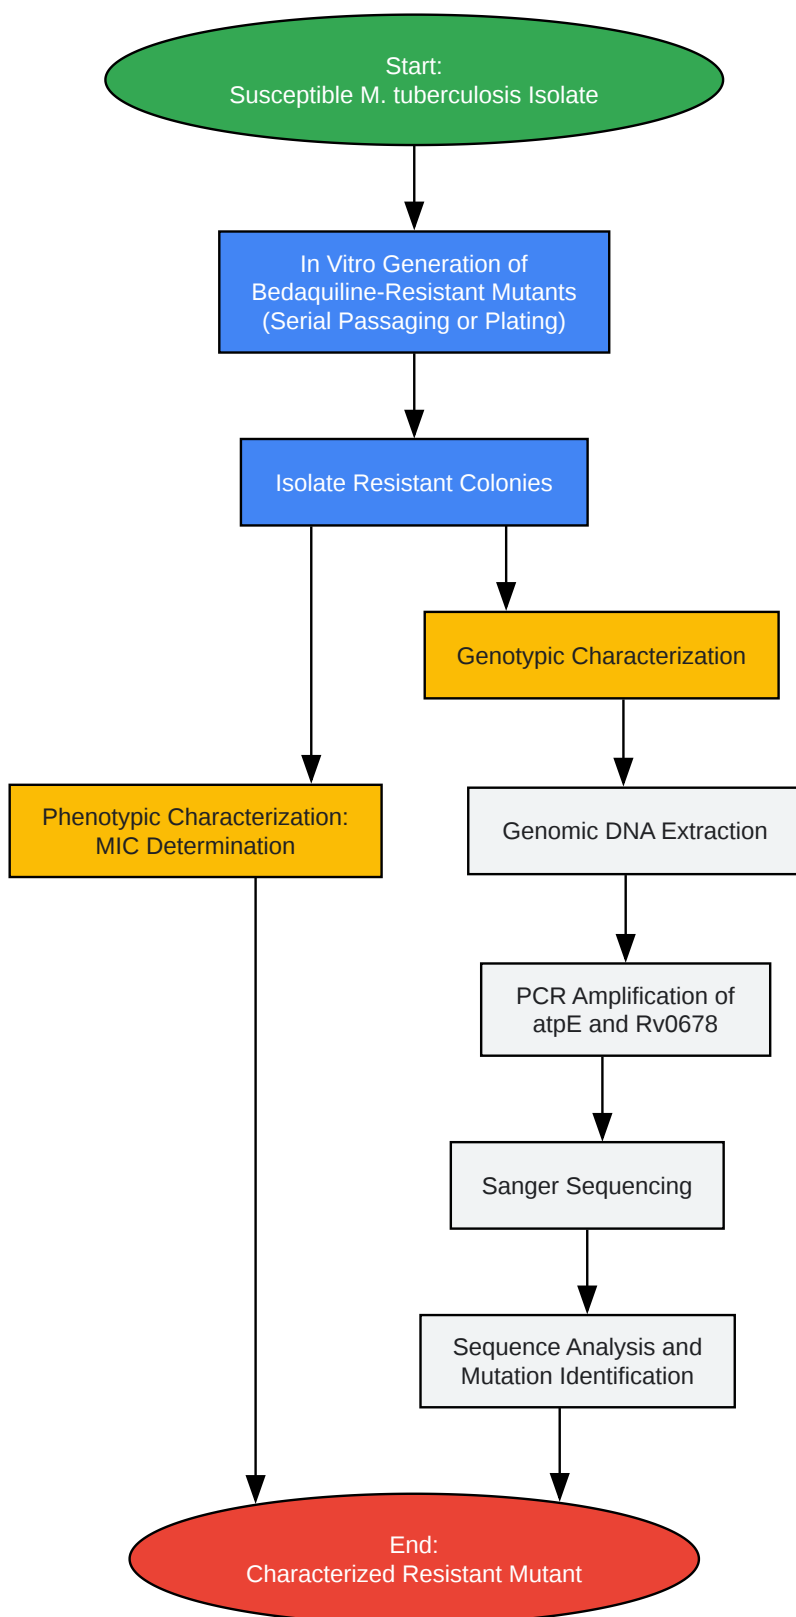 Start:
Susceptible M. tuberculosis Isolate
In Vitro Generation of
Bedaquiline-Resistant Mutants
(Serial Passaging or Plating)
Isolate Resistant Colonies
Genotypic Characterization
Phenotypic Characterization:
MIC Determination
Genomic DNA Extraction
PCR Amplification of
atpE and Rv0678
Sanger Sequencing
Sequence Analysis and
Mutation Identification
End:
Characterized Resistant Mutant